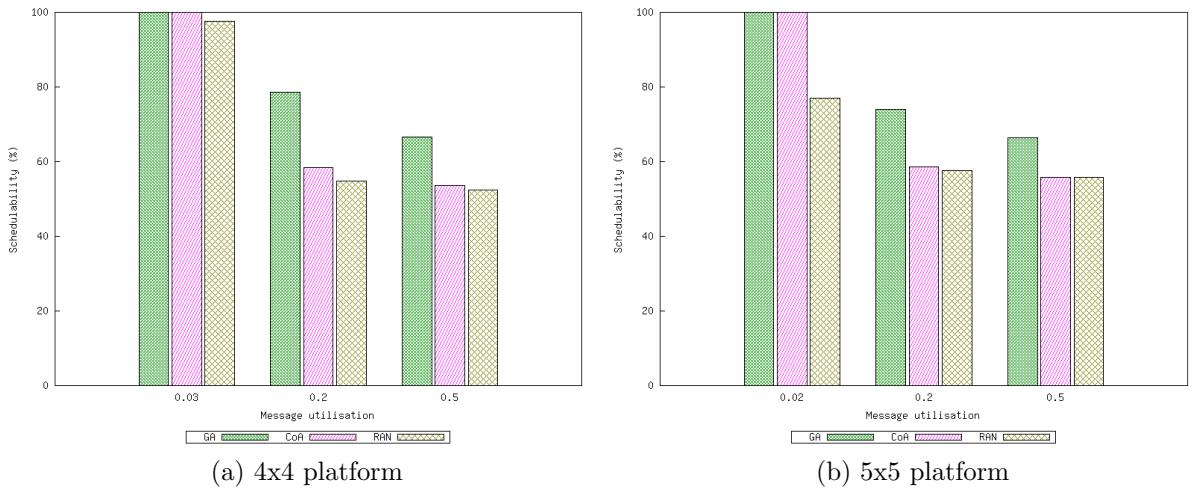 100
80
60
40
20
0
Schedulability (%)
0.03 0.2 0.5
Message utilisation
GA CoA RAN
(a) 4x4 platform
100
80
60
40
20
0
Schedulability (%)
0.02 0.2 0.5
Message utilisation
GA CoA RAN
(b) 5x5 platform